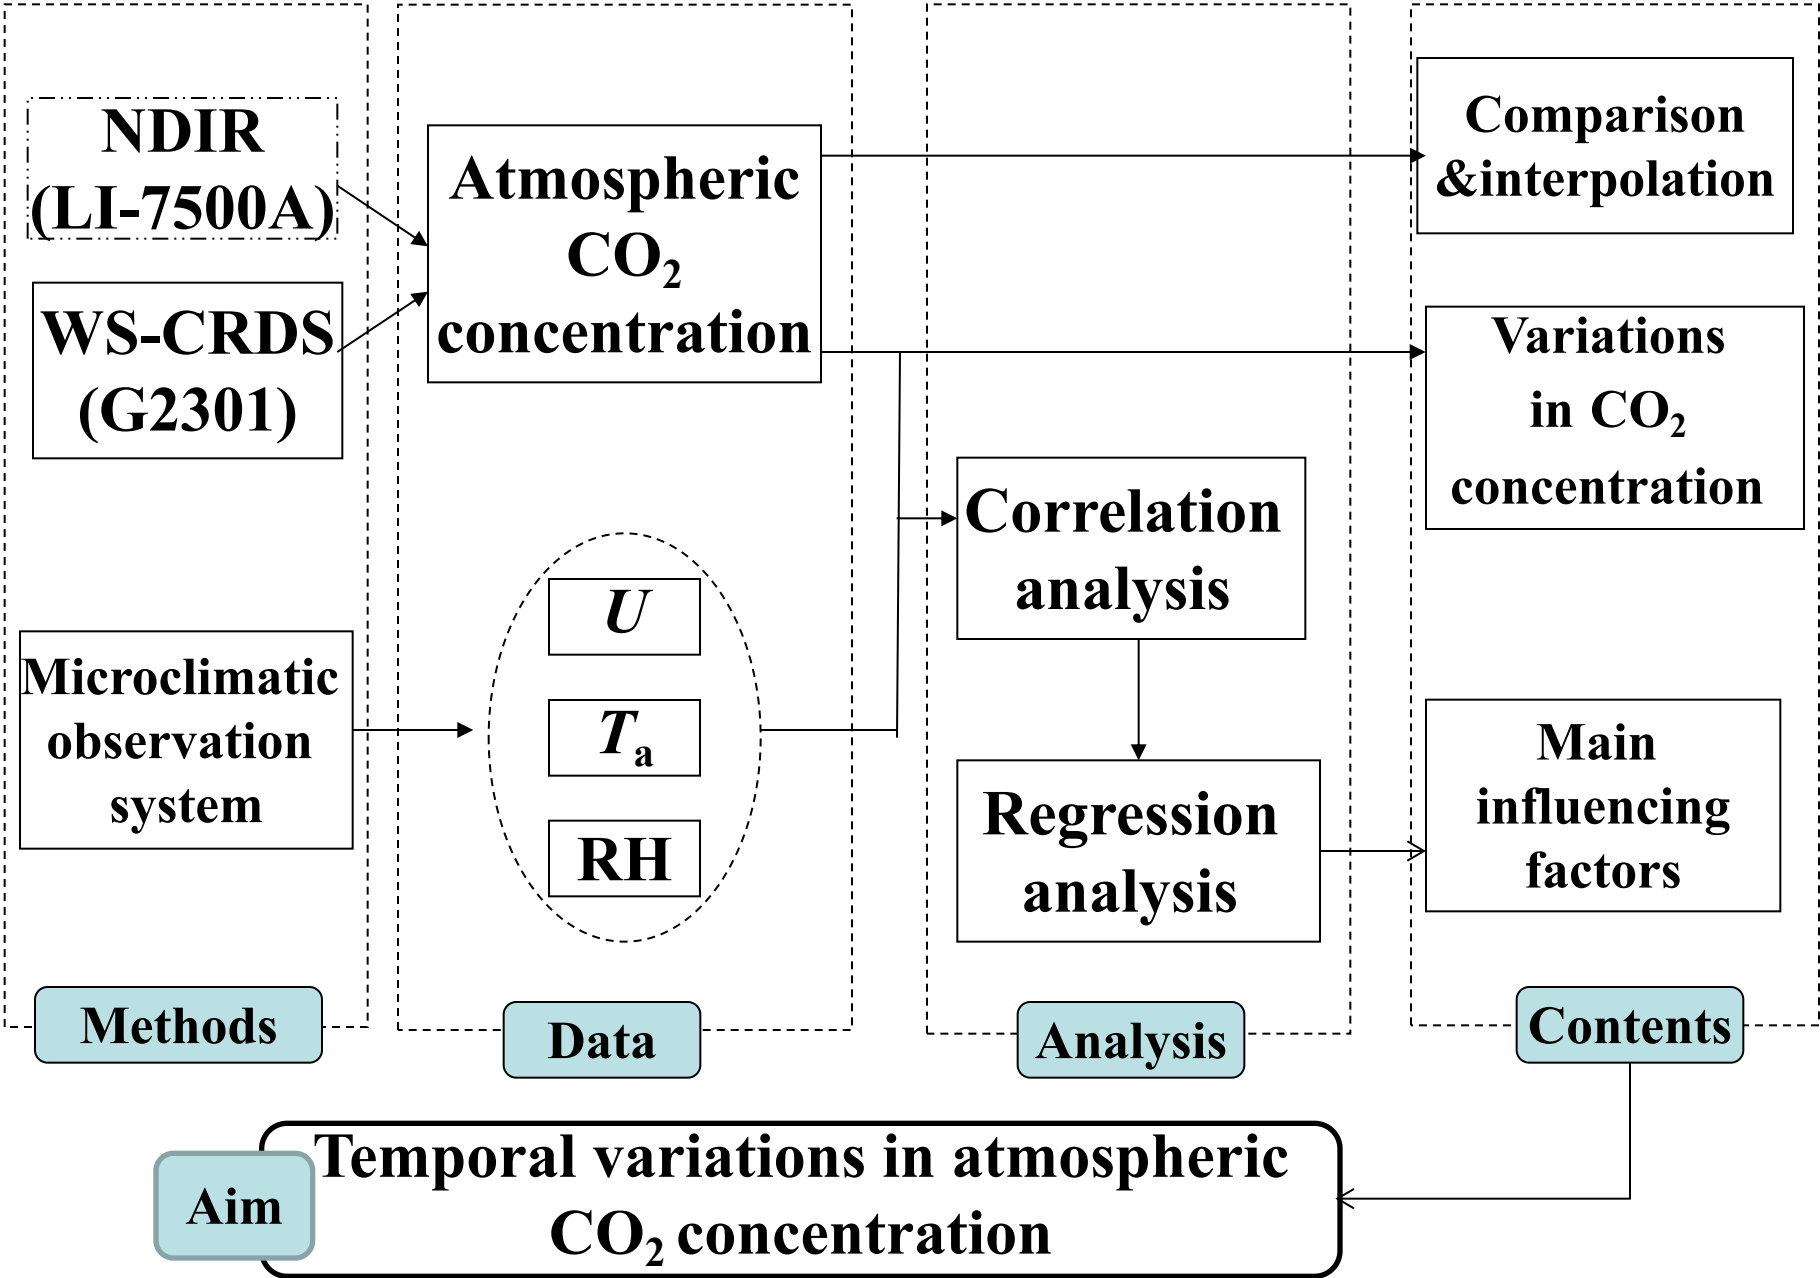 NDIR
(LI-7500A)
WS-CRDS
(G2301)
Microclimatic
observation
system
Methods
Atmospheric
CO₂
concentration
U
Tₐ
RH
Data
Correlation
analysis
Regression
analysis
Analysis
Comparison
&interpolation
Variations
in CO₂
concentration
Main
influencing
factors
Contents
Aim
Temporal variations in atmospheric
CO₂ concentration